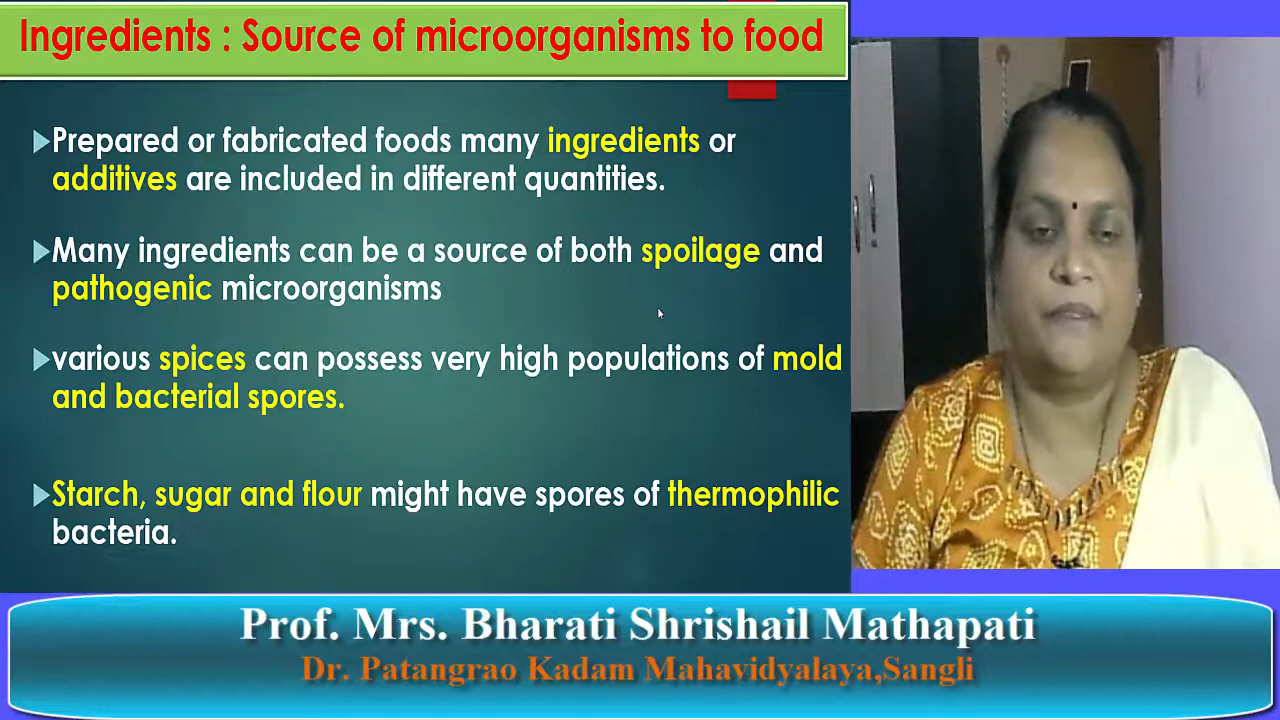 Ingredients : Source of microorganisms to food
Prepared or fabricated foods many ingredients or
additives are included in different quantities.
Many ingredients can be a source of both spoilage and
pathogenic microorganisms
various spices can possess very high populations of mold
and bacterial spores.
Starch, sugar and flour might have spores of thermophilic
bacteria.
Prof. Mrs. Bharati Shrishail Mathapati
Dr. Patangrao Kadam Mahavidyalaya,Sangli